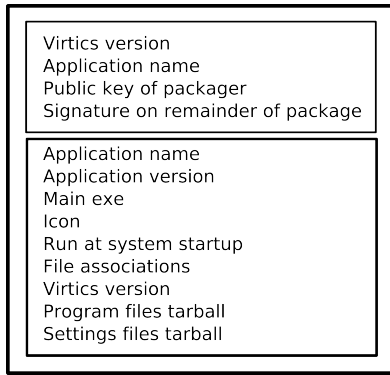 Virtics version
Application name
Public key of packager
Signature on remainder of package
Application name
Application version
Main exe
Icon
Run at system startup
File associations
Virtics version
Program files tarball
Settings files tarball